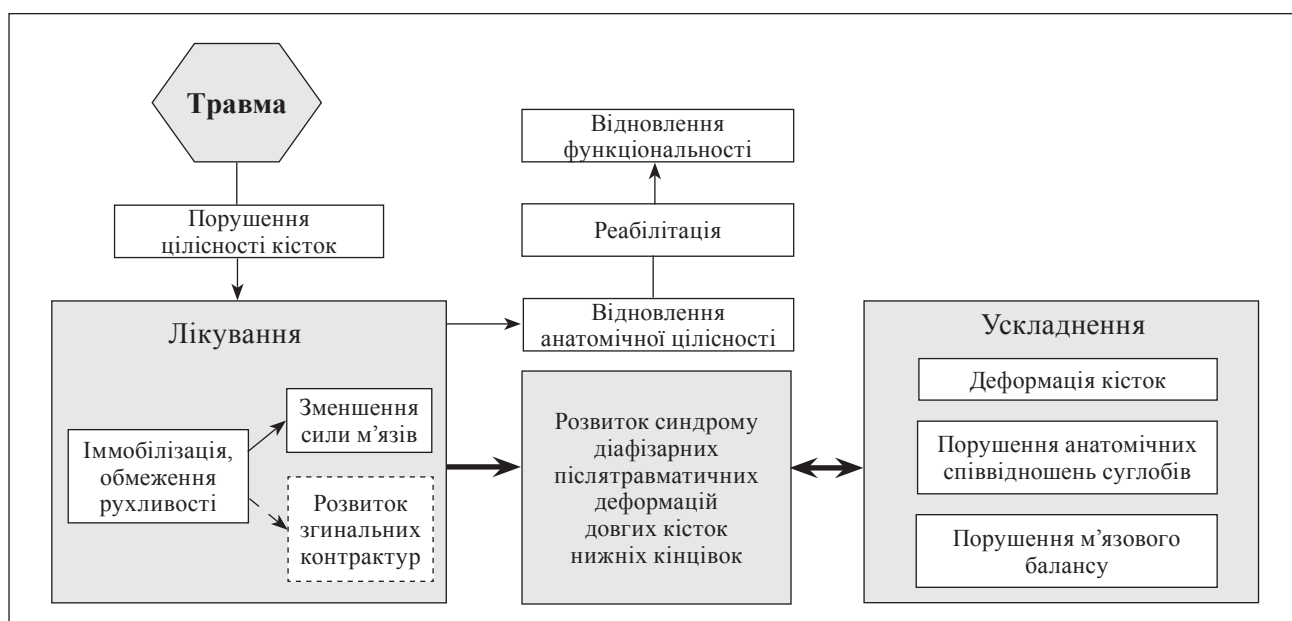 Травма
Порушення
цілісності кісток
Лікування
Іммобілізація,
обмеження
рухливості
Зменшення
сили м’язів
Розвиток
згинальних
контрактур
Відновлення
функціональності
Реабілітація
Відновлення
анатомічної цілісності
Розвиток синдрому
діафізарних
післятравматичних
деформацій
довгих кісток
нижніх кінцівок
Ускладнення
Деформація кісток
Порушення анатомічних
співвідношень суглобів
Порушення м’язового
балансу